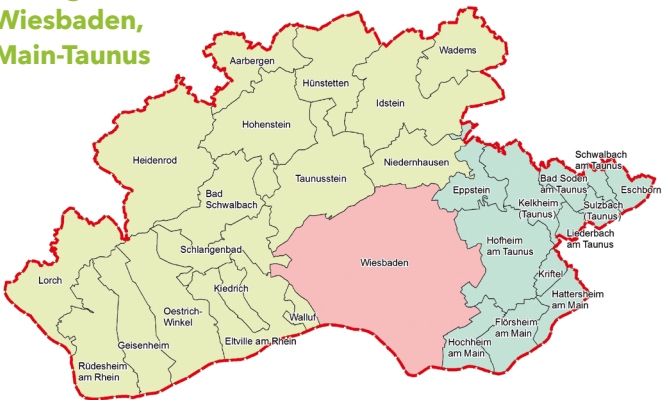 Wiesbaden,
Main-Taunus
Wadems
Aarbergen
Hünstetten
Idstein
Hohenstein
Heidenrod
Niedernhausen
Taunusstein
Bad
Schwalbach
Schwalbach
am Taunus
Eppstein
Bad Soden
am Taunus
Eschborn
Kelkheim
(Taunus)
Sulzbach
(Taunus)
Liederbach
am Taunus
Hofheim
am Taunus
Schlangenbad
Wiesbaden
Kriftel
Lorch
Kiedrich
Hattersheim
am Main
Oestrich-
Winkel
Walluf
Flörsheim
am Main
Eltville am Rhein
Geisenheim
Hochheim
am Main
Rüdesheim
am Rhein